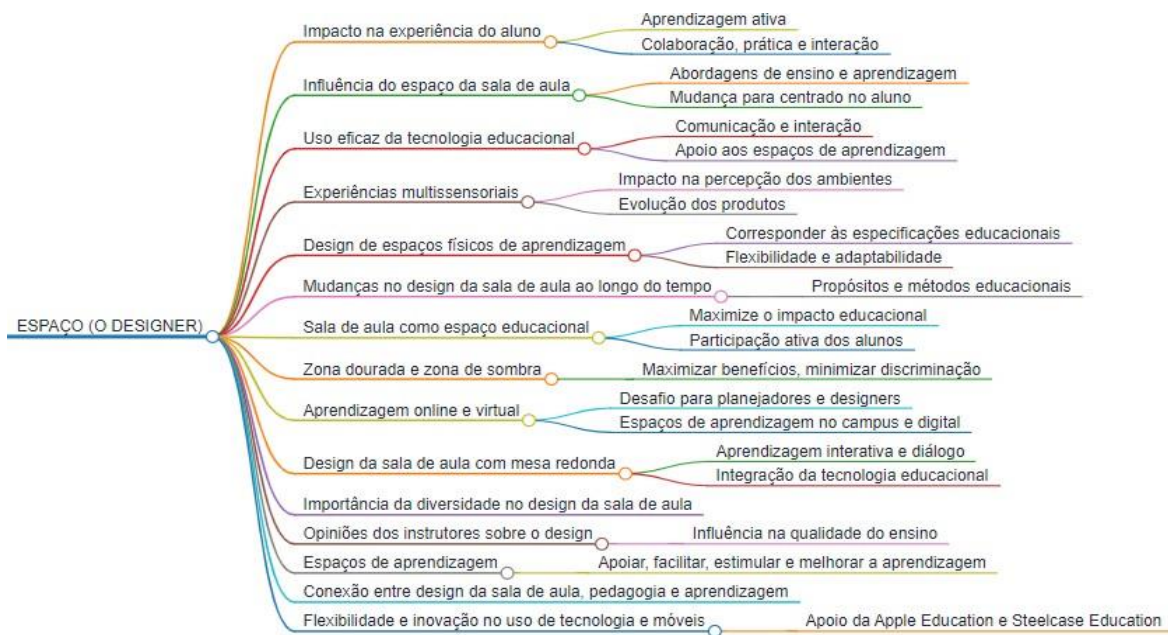 Impacto na experiência do aluno
Aprendizagem ativa
Colaboração, prática e interação
Influência do espaço da sala de aula
Abordagens de ensino e aprendizagem
Mudança para centrado no aluno
Uso eficaz da tecnologia educacional
Comunicação e interação
Apoio aos espaços de aprendizagem
Experiências multissensoriais
Impacto na percepção dos ambientes
Evolução dos produtos
Design de espaços físicos de aprendizagem
Corresponder às especificações educacionais
Flexibilidade e adaptabilidade
Mudanças no design da sala de aula ao longo do tempo
Propósitos e métodos educacionais
ESPAÇO (O DESIGNER)
Sala de aula como espaço educacional
Maximize o impacto educacional
Participação ativa dos alunos
Zona dourada e zona de sombra
Maximizar benefícios, minimizar discriminação
Aprendizagem online e virtual
Desafio para planejadores e designers
Espaços de aprendizagem no campus e digital
Design da sala de aula com mesa redonda
Aprendizagem interativa e diálogo
Integração da tecnologia educacional
Importância da diversidade no design da sala de aula
Opiniões dos instrutores sobre o design
Influência na qualidade do ensino
Espaços de aprendizagem
Apoiar, facilitar, estimular e melhorar a aprendizagem
Conexão entre design da sala de aula, pedagogia e aprendizagem
Flexibilidade e inovação no uso de tecnologia e móveis
Apoio da Apple Education e Steelcase Education